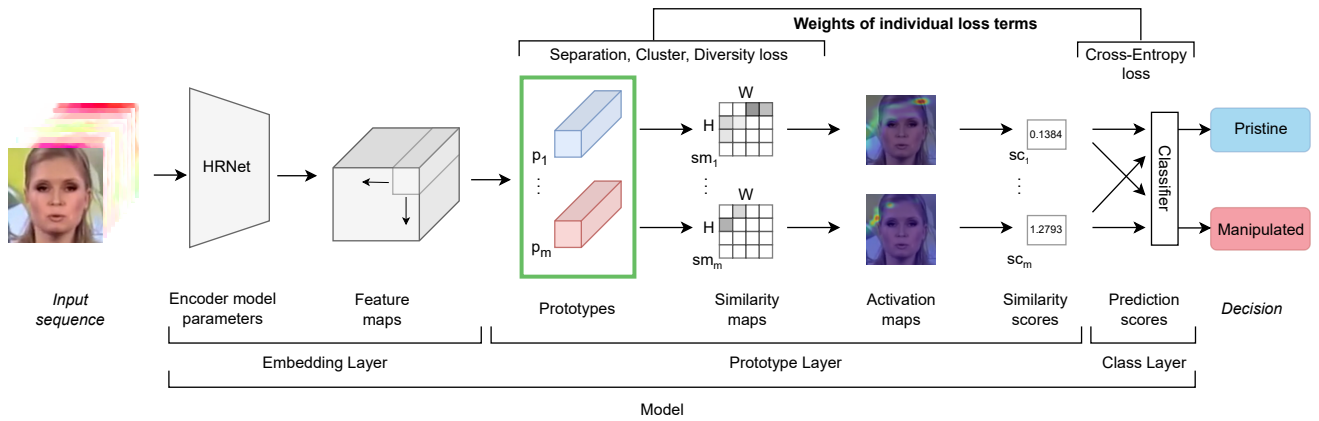 Weights of individual loss terms
Separation, Cluster, Diversity loss
Cross-Entropy
loss
HRNet
p1
⋮
pm
W
H
sm1
⋮
W
H
smm
0.1384
sc1
⋮
1.2793
scm
Classifier
Pristine
Manipulated
Input
sequence
Encoder model
parameters
Feature
maps
Prototypes
Similarity
maps
Activation
maps
Similarity
scores
Prediction
scores
Decision
Embedding Layer
Prototype Layer
Class Layer
Model